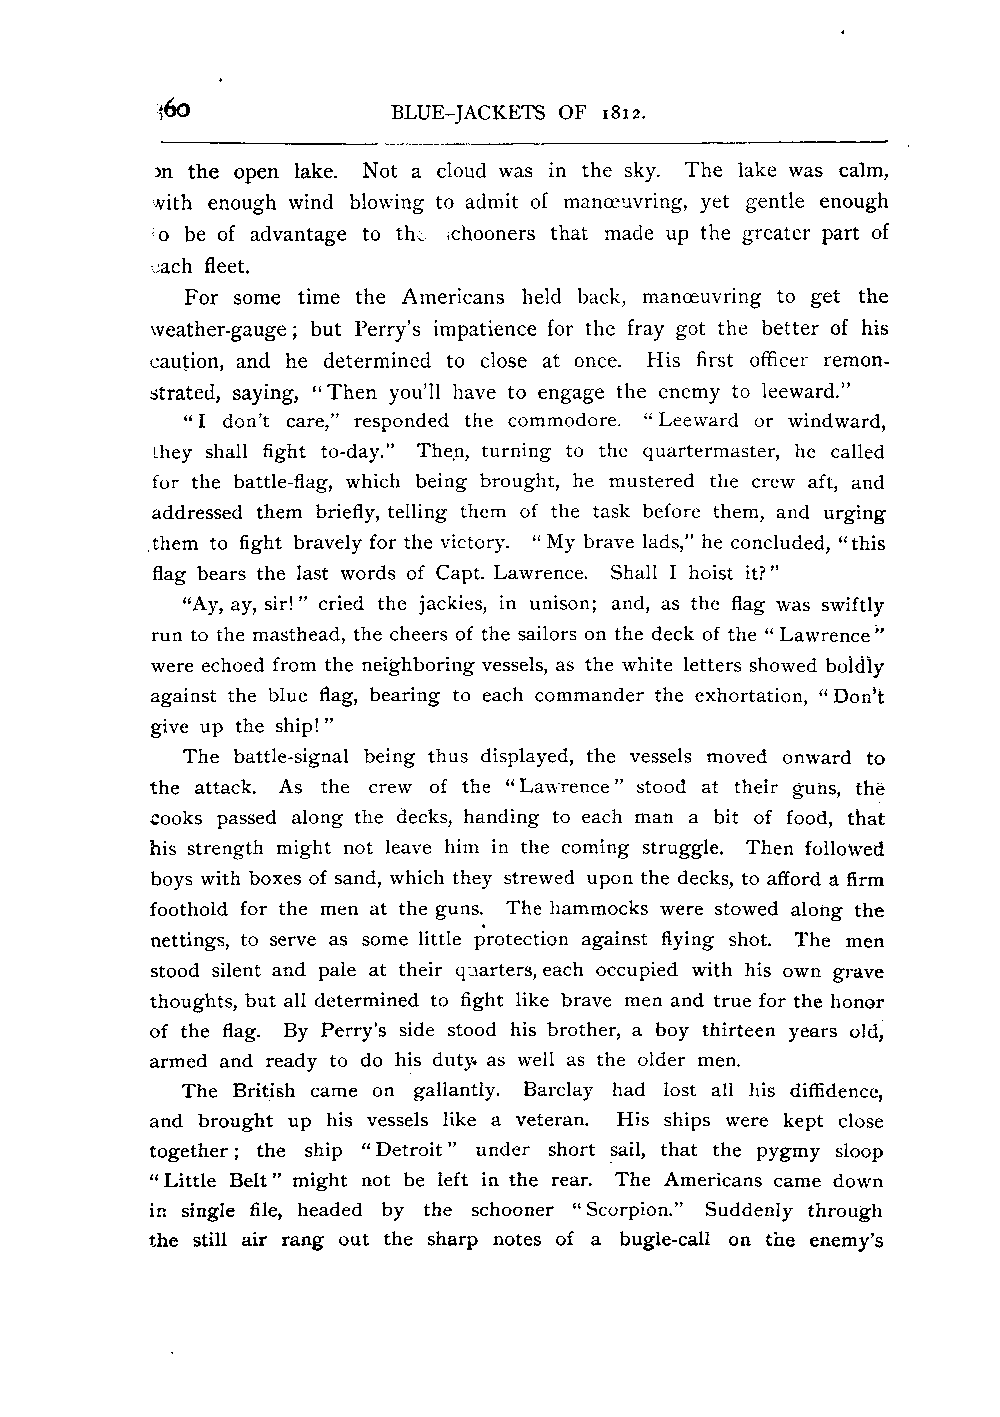 160 BLUE-JACKETS OF 1812.
on the open lake. Not a cloud was in the sky. The lake was calm,
with enough wind blowing to admit of manœuvring, yet gentle enough
to be of advantage to the schooners that made up the greater part of
each fleet.
For some time the Americans held back, manœuvring to get the
weather-gauge; but Perry's impatience for the fray got the better of his
caution, and he determined to close at once. His first officer remon-
strated, saying, "Then you'll have to engage the enemy to leeward."
"I don't care," responded the commodore. "Leeward or windward,
they shall fight to-day." Then, turning to the quartermaster, he called
for the battle-flag, which being brought, he mustered the crew aft, and
addressed them briefly, telling them of the task before them, and urging
them to fight bravely for the victory. "My brave lads," he concluded, "this
flag bears the last words of Capt. Lawrence. Shall I hoist it?"
"Ay, ay, sir!" cried the jackies, in unison; and, as the flag was swiftly
run to the masthead, the cheers of the sailors on the deck of the "Lawrence"
were echoed from the neighboring vessels, as the white letters showed boldly
against the blue flag, bearing to each commander the exhortation, "Don't
give up the ship!"
The battle-signal being thus displayed, the vessels moved onward to
the attack. As the crew of the "Lawrence" stood at their guns, the
cooks passed along the decks, handing to each man a bit of food, that
his strength might not leave him in the coming struggle. Then followed
boys with boxes of sand, which they strewed upon the decks, to afford a firm
foothold for the men at the guns. The hammocks were stowed along the
nettings, to serve as some little protection against flying shot. The men
stood silent and pale at their quarters, each occupied with his own grave
thoughts, but all determined to fight like brave men and true for the honor
of the flag. By Perry's side stood his brother, a boy thirteen years old,
armed and ready to do his duty as well as the older men.
The British came on gallantly. Barclay had lost all his diffidence,
and brought up his vessels like a veteran. His ships were kept close
together; the ship "Detroit" under short sail, that the pygmy sloop
"Little Belt" might not be left in the rear. The Americans came down
in single file, headed by the schooner "Scorpion." Suddenly through
the still air rang out the sharp notes of a bugle-call on the enemy's